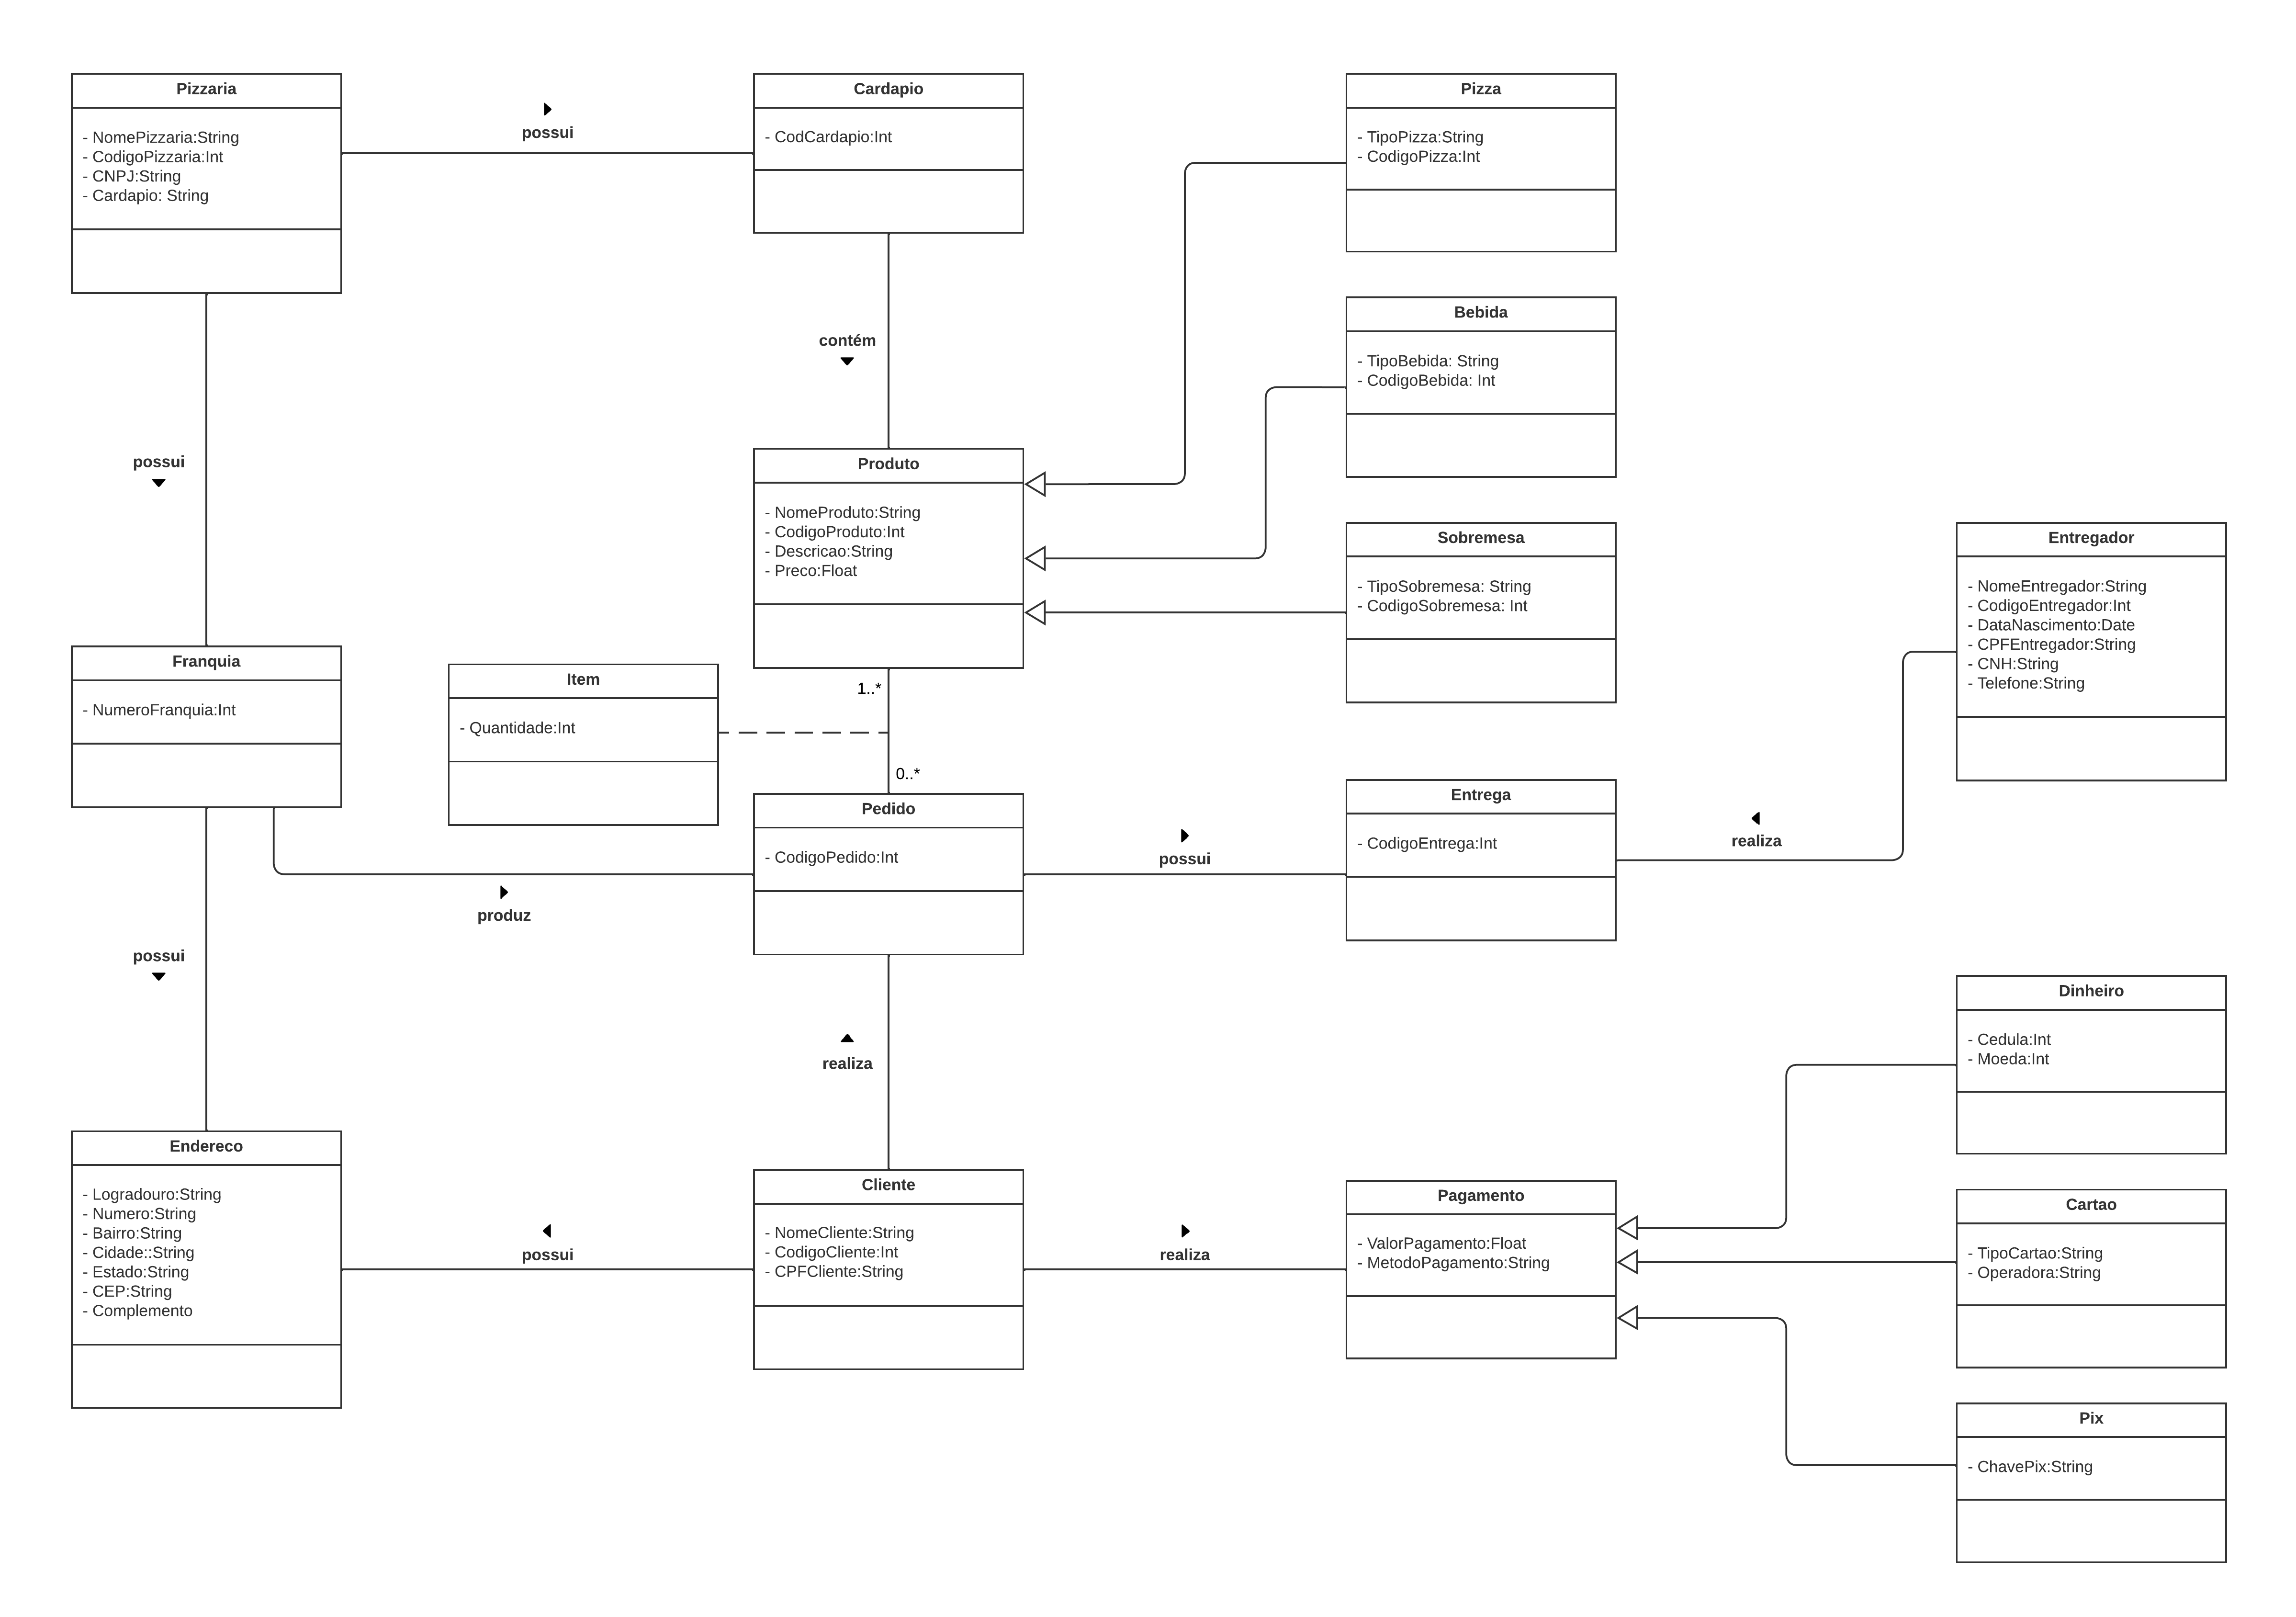 Pizzaria
- NomePizzaria:String
- CodigoPizzaria:Int
- CNPJ:String
- Cardapio: String
possui
Cardapio
- CodCardapio:Int
Pizza
- TipoPizza:String
- CodigoPizza:Int
contém
Bebida
- TipoBebida: String
- CodigoBebida: Int
possui
Produto
- NomeProduto:String
- CodigoProduto:Int
- Descricao:String
- Preco:Float
Sobremesa
- TipoSobremesa: String
- CodigoSobremesa: Int
Entregador
- NomeEntregador:String
- CodigoEntregador:Int
- DataNascimento:Date
- CPFEntregador:String
- CNH:String
- Telefone:String
Franquia
- NumeroFranquia:Int
Item
- Quantidade:Int
1..*
0..*
Pedido
- CodigoPedido:Int
possui
Entrega
- CodigoEntrega:Int
realiza
produz
possui
realiza
Dinheiro
- Cedula:Int
- Moeda:Int
Endereco
- Logradouro:String
- Numero:String
- Bairro:String
- Cidade::String
- Estado:String
- CEP:String
- Complemento
possui
Cliente
- NomeCliente:String
- CodigoCliente:Int
- CPFCliente:String
realiza
Pagamento
- ValorPagamento:Float
- MetodoPagamento:String
Cartao
- TipoCartao:String
- Operadora:String
Pix
- ChavePix:String